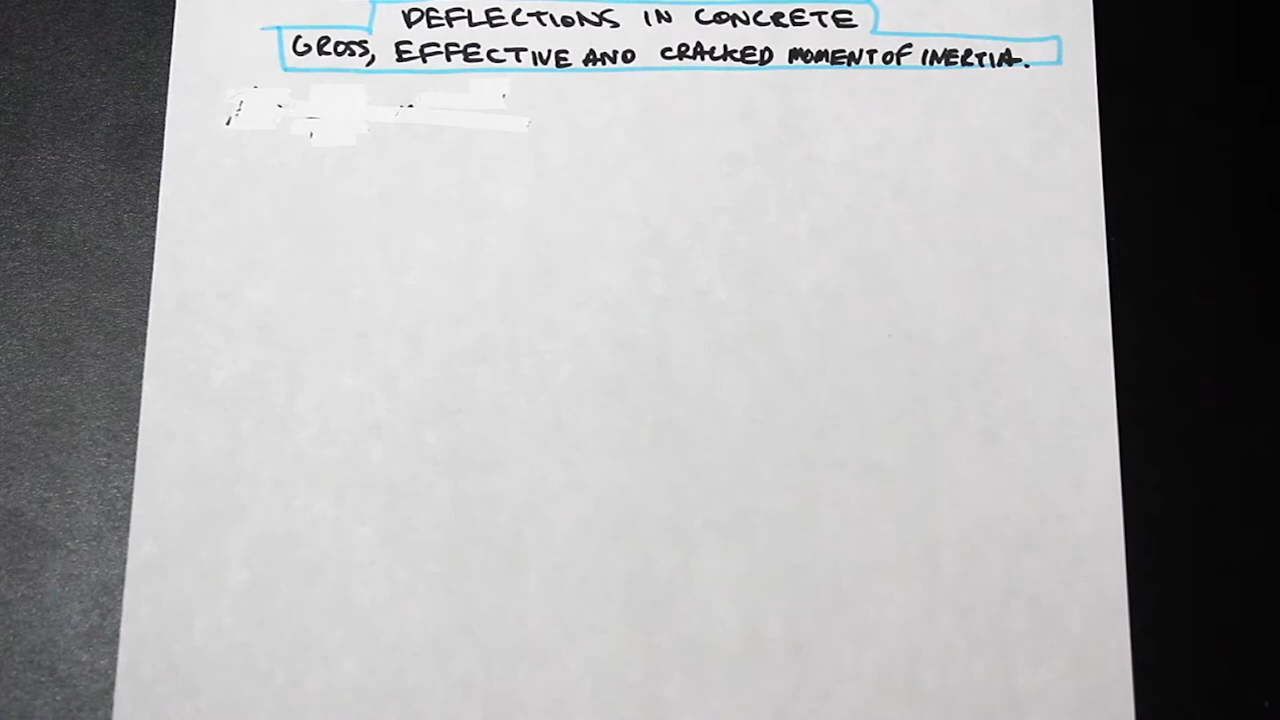 DEFLECTIONS IN CONCRETE
GROSS, EFFECTIVE AND CRACKED MOMENT OF INERTIA.